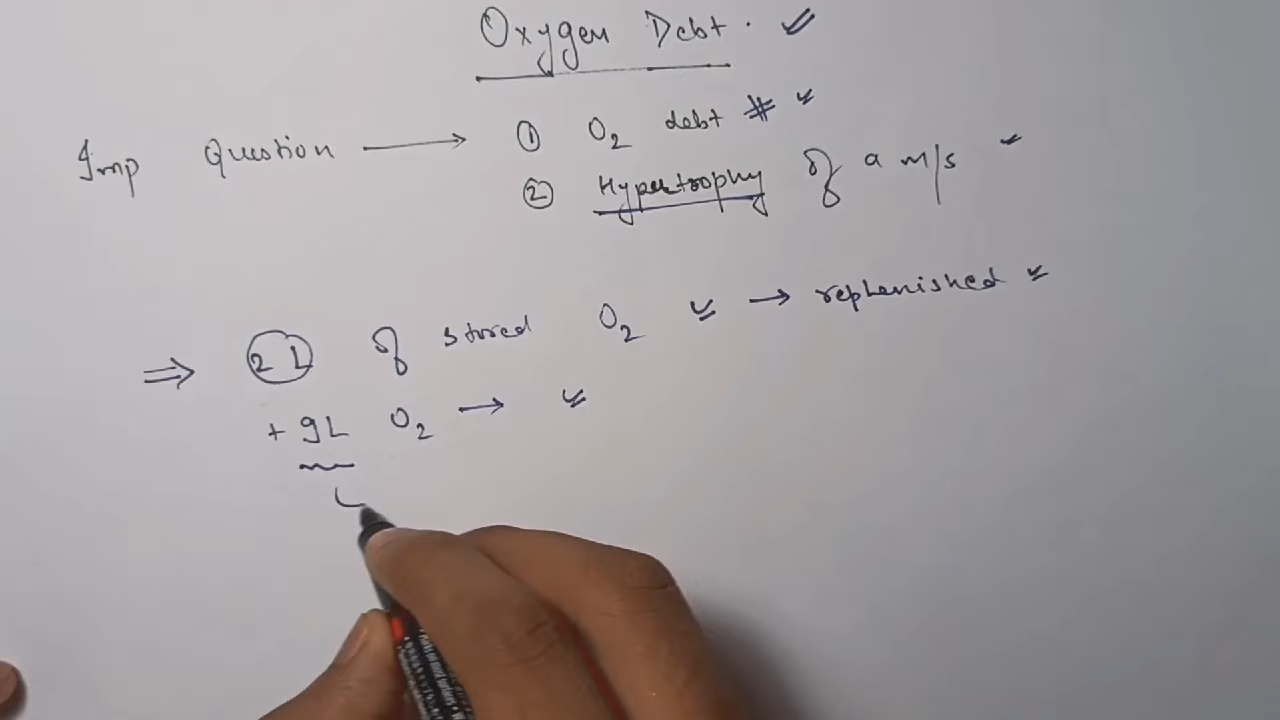 Oxygen Debt.
Imp Question → ① O2 debt #
② Hypertrophy of a m/s
⇒ 2 L of stored O2 → replenished
+ 9L O2 →